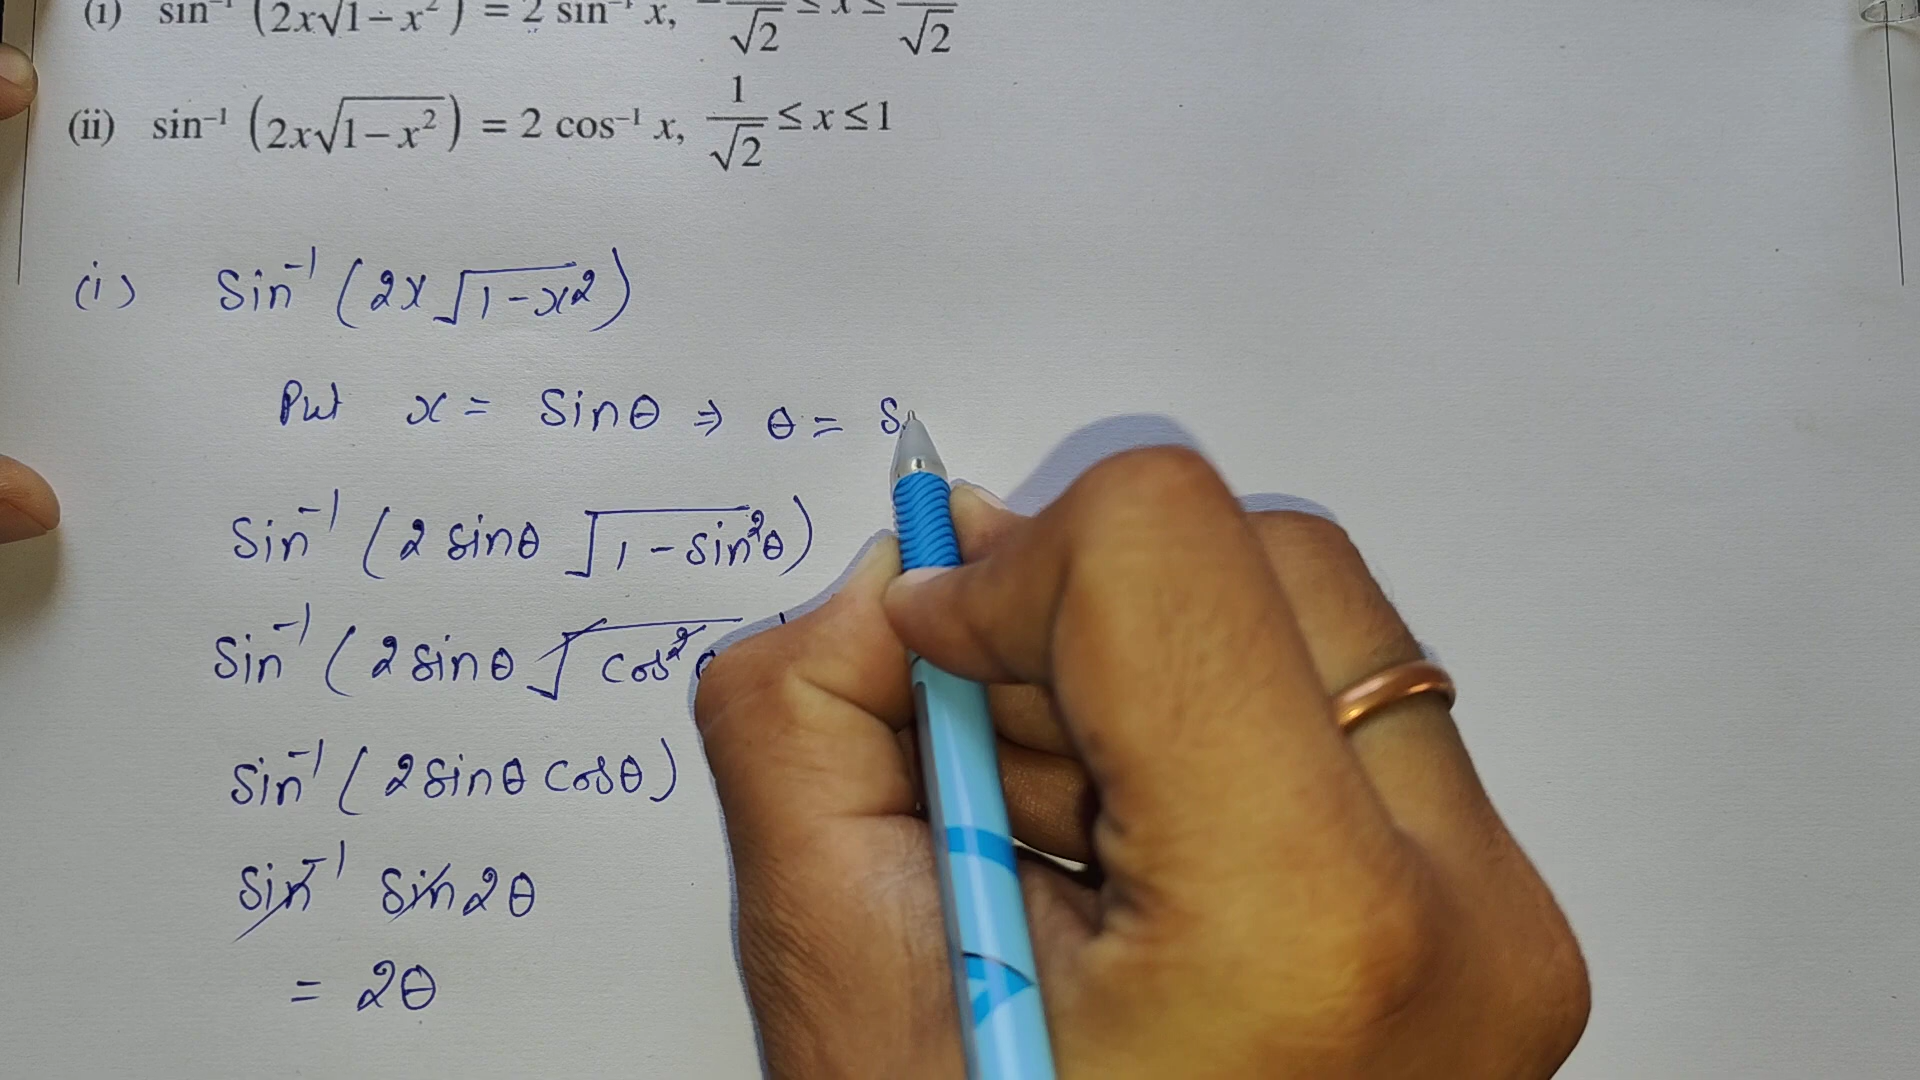 (i) sin⁻¹ (2x√1−x²) = 2 sin⁻¹ x, − /√2 ≤ x ≤ /√2
(ii) sin⁻¹ (2x√1−x²) = 2 cos⁻¹ x, 1/√2 ≤ x ≤ 1
(i) Sin⁻¹ (2x √1−x²)
Put x = Sinθ ⇒ θ = S
Sin⁻¹ (2 sinθ √1−sin²θ)
Sin⁻¹ (2 sinθ √cos²
Sin⁻¹ (2 sinθ cosθ)
Sin⁻¹ Sin2θ
= 2θ